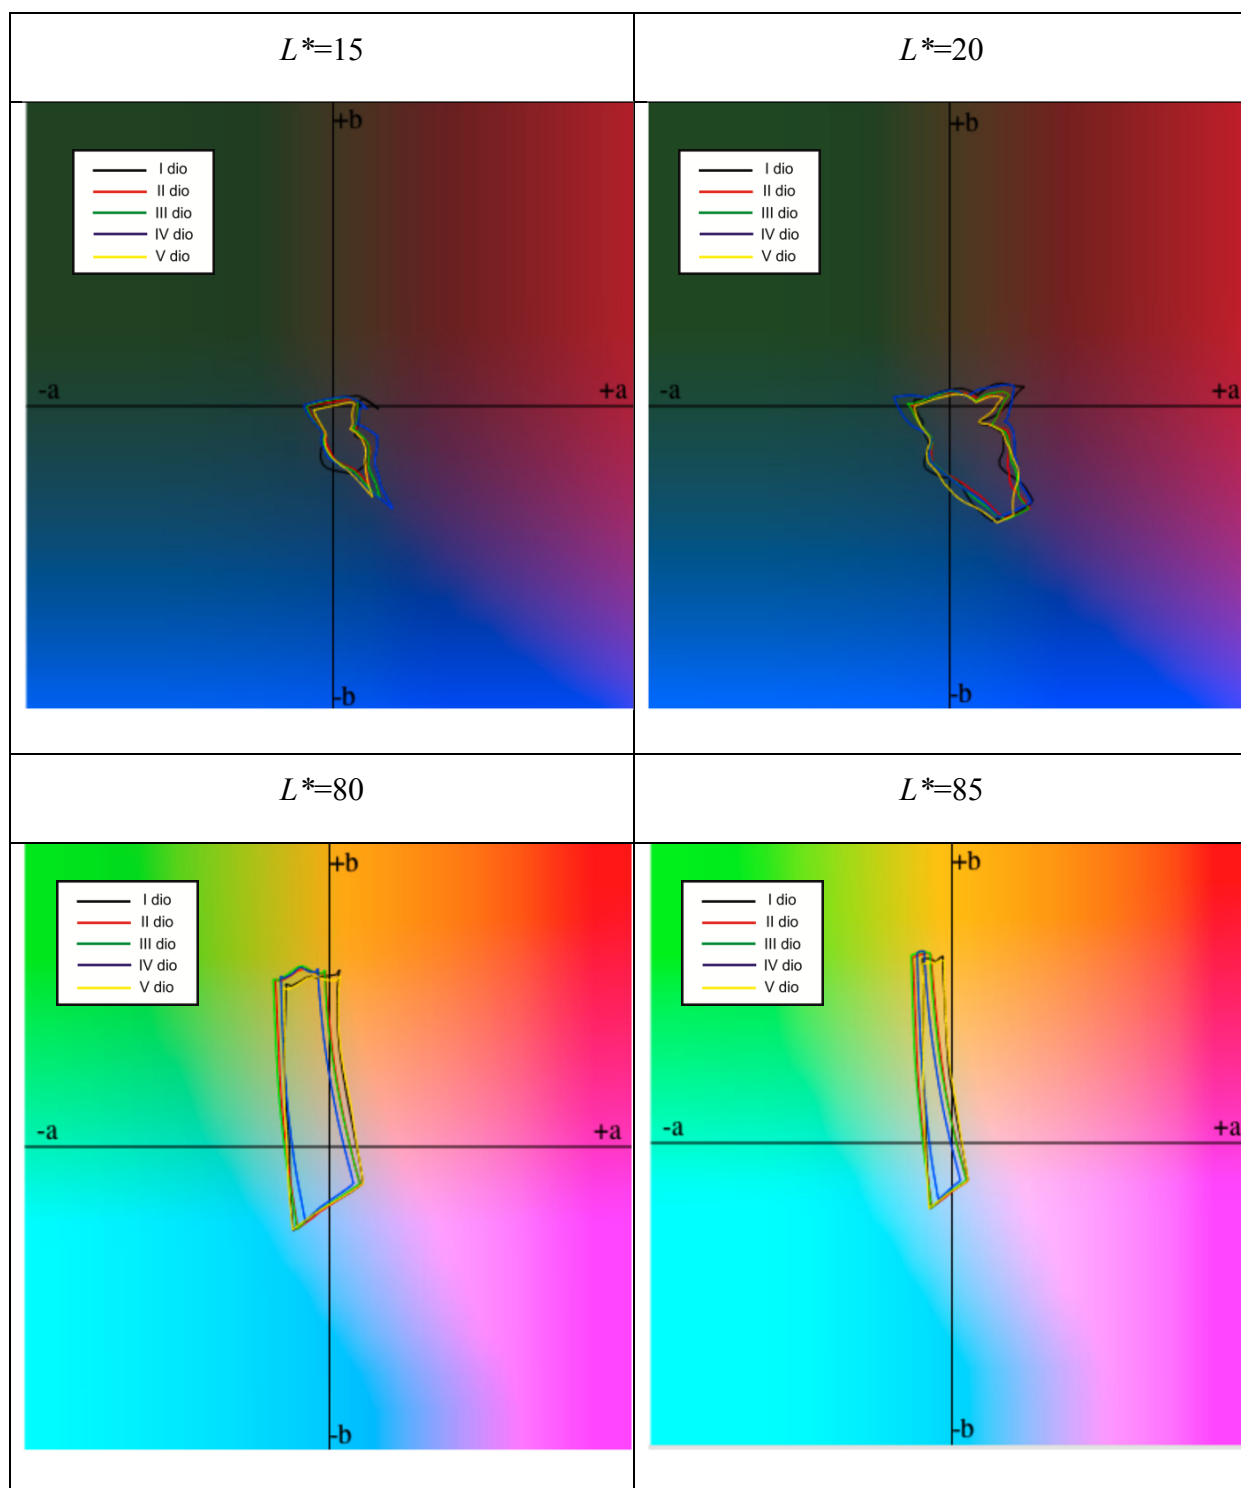 L*=15
L*=20
+b
I dio
II dio
III dio
IV dio
V dio
-a
+a
-b
+b
I dio
II dio
III dio
IV dio
V dio
-a
+a
-b
L*=80
L*=85
+b
I dio
II dio
III dio
IV dio
V dio
-a
+a
-b
+b
I dio
II dio
III dio
IV dio
V dio
-a
+a
-b